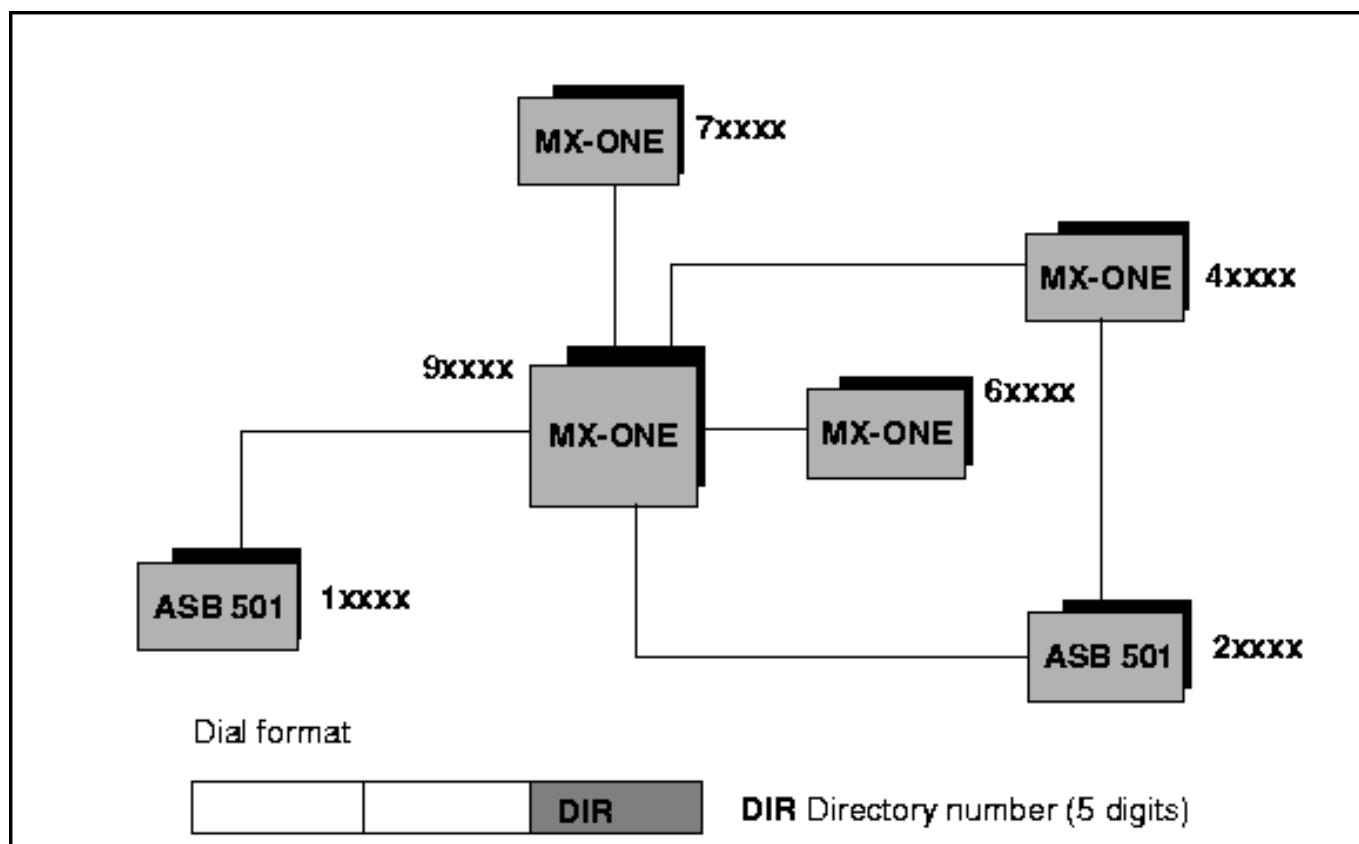 MX-ONE
7xxxx
MX-ONE
4xxxx
9xxxx
MX-ONE
6xxxx
MX-ONE
ASB 501
1xxxx
ASB 501
2xxxx
Dial format
DIR
DIR Directory number (5 digits)